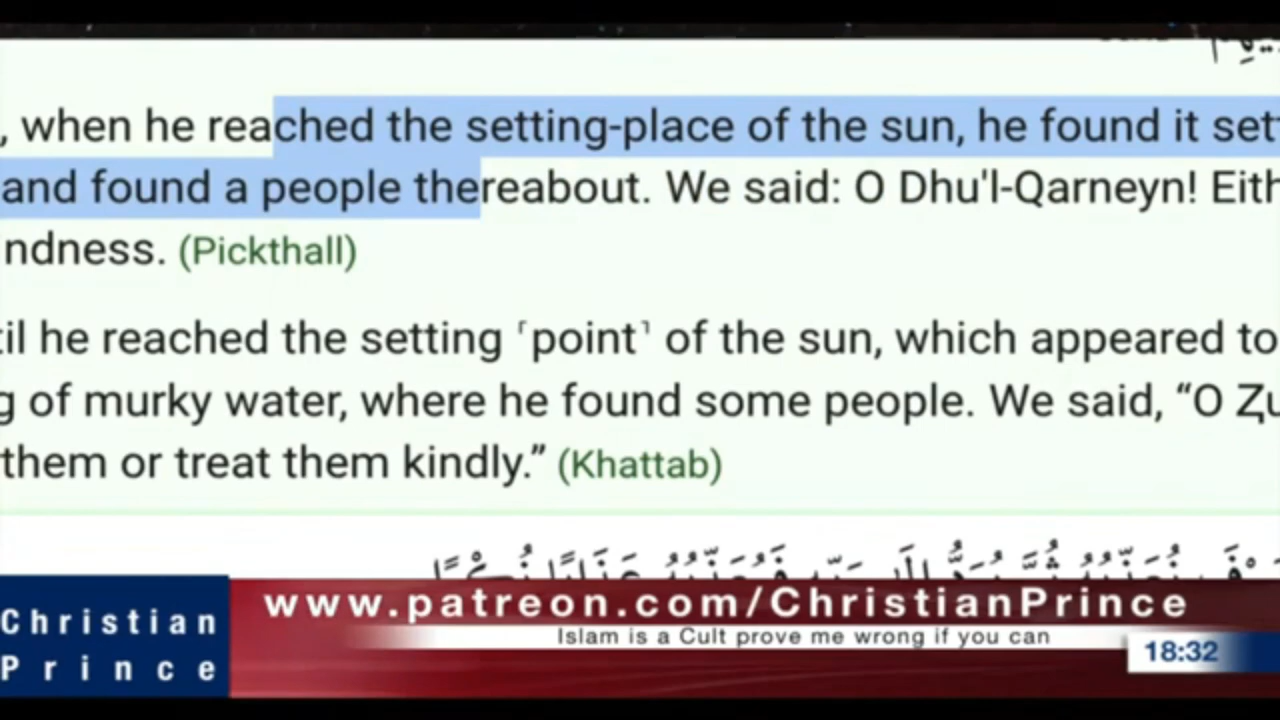 , when he reached the setting-place of the sun, he found it set
and found a people thereabout. We said: O Dhu'l-Qarneyn! Eith
ndness. (Pickthall)
til he reached the setting ˹point˺ of the sun, which appeared to
g of murky water, where he found some people. We said, “O Ⱬu
them or treat them kindly.” (Khattab)
Christian
Prince
www.patreon.com/ChristianPrince
Islam is a Cult prove me wrong if you can
18:32